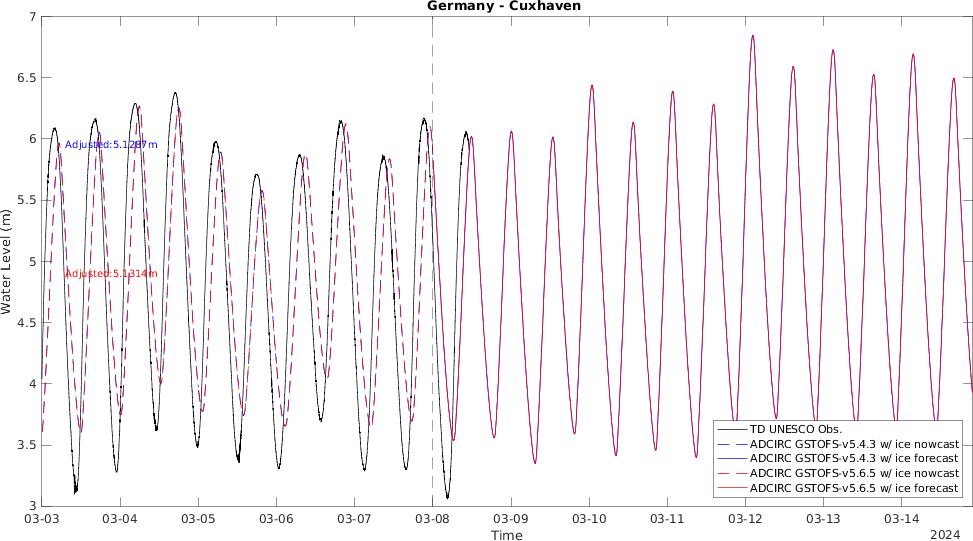 Germany - Cuxhaven
7
6.5
6
5.5
5
4.5
4
3.5
3
Water Level (m)
Adjusted:5.1287m
Adjusted:5.1314m
TD UNESCO Obs.
ADCIRC GSTOFS-v5.4.3 w/ ice nowcast
ADCIRC GSTOFS-v5.4.3 w/ ice forecast
ADCIRC GSTOFS-v5.6.5 w/ ice nowcast
ADCIRC GSTOFS-v5.6.5 w/ ice forecast
03-03 03-04 03-05 03-06 03-07 03-08 03-09 03-10 03-11 03-12 03-13 03-14
Time
2024